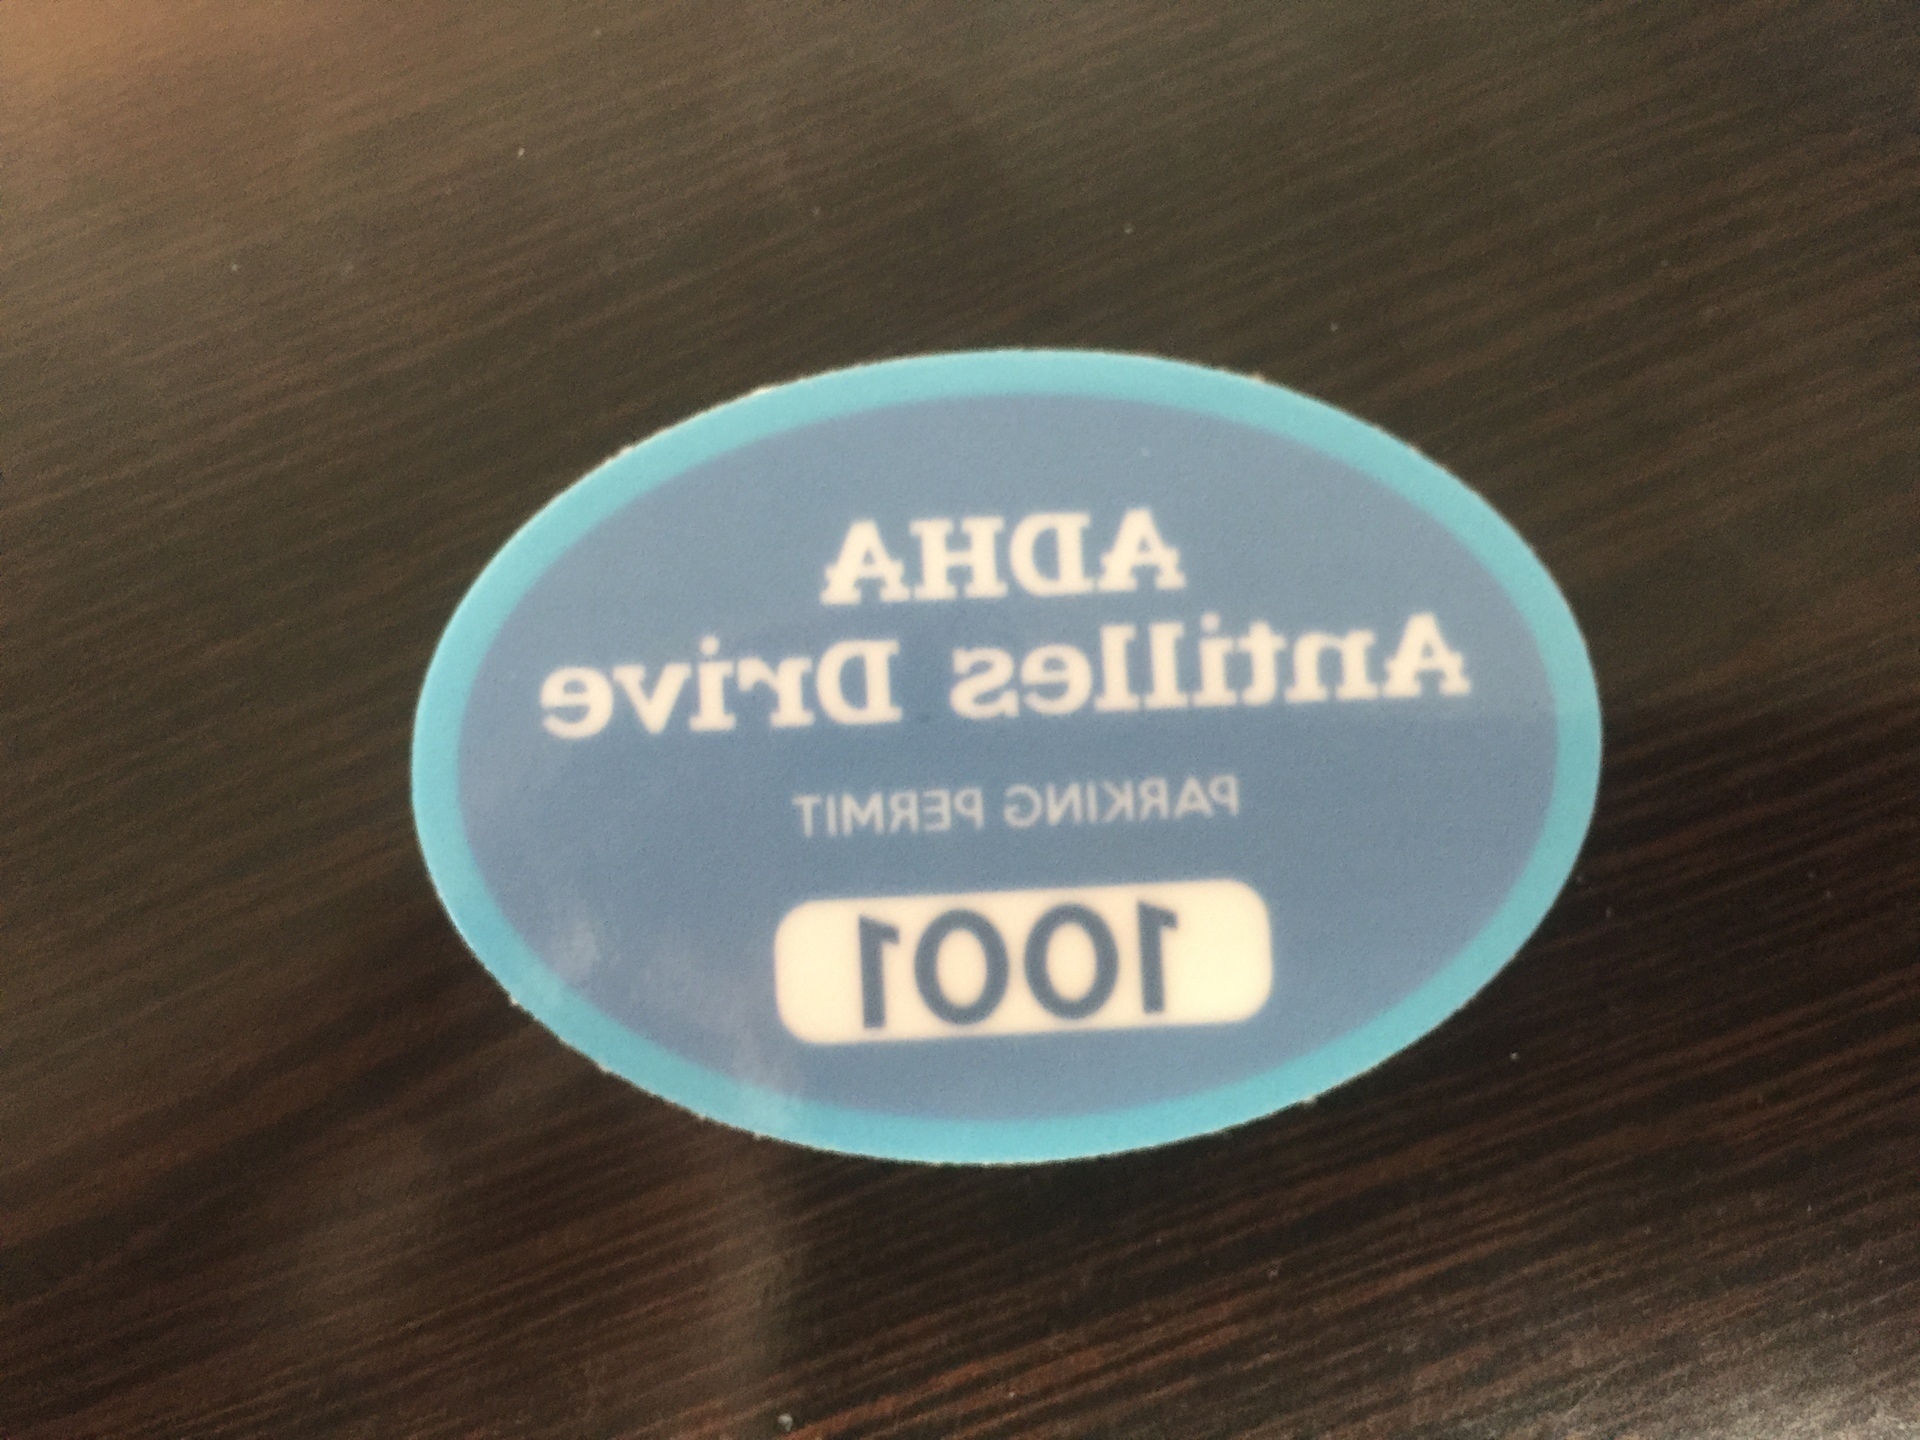 ADHA
Antilles Drive
PARKING PERMIT
1001